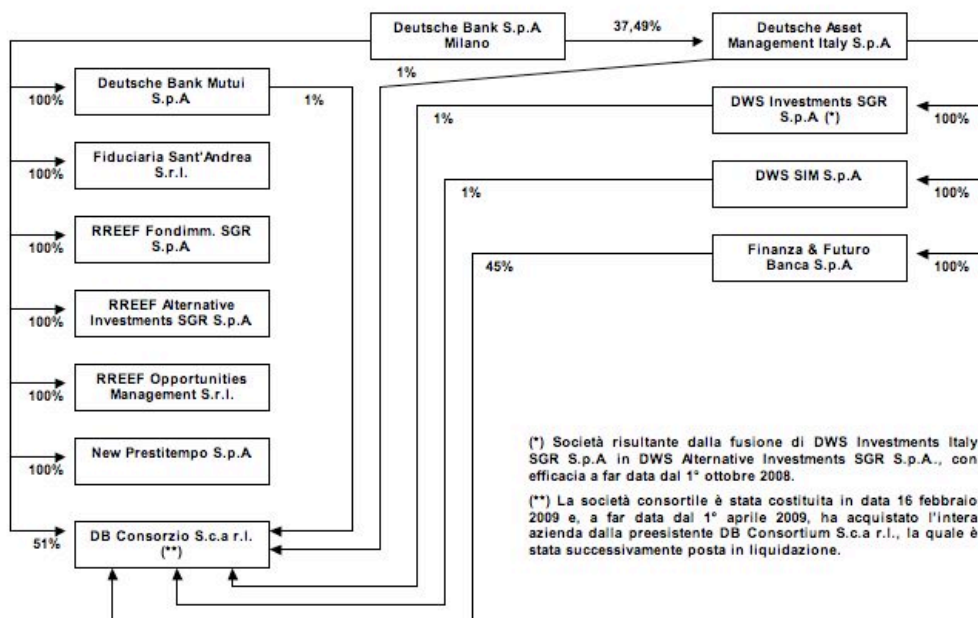 Deutsche Bank S.p.A.
Milano
37,49%
Deutsche Asset
Management Italy S.p.A.
1%
100%
Deutsche Bank Mutui
S.p.A.
1%
1%
DWS Investments SGR
S.p.A. (*)
100%
100%
Fiduciaria Sant'Andrea
S.r.l.
1%
DWS SIM S.p.A.
100%
100%
RREEF Fondimm. SGR
S.p.A.
45%
Finanza & Futuro
Banca S.p.A.
100%
100%
RREEF Alternative
Investments SGR S.p.A.
100%
RREEF Opportunities
Management S.r.l.
100%
New Prestitempo S.p.A.
51%
DB Consorzio S.c.a r.l.
(**)
(*) Società risultante dalla fusione di DWS Investments Italy
SGR S.p.A. in DWS Alternative Investments SGR S.p.A., con
efficacia a far data dal 1° ottobre 2008.
(**) La società consortile è stata costituita in data 16 febbraio
2009 e, a far data dal 1° aprile 2009, ha acquistato l'intera
azienda dalla preesistente DB Consortium S.c.a r.l., la quale è
stata successivamente posta in liquidazione.